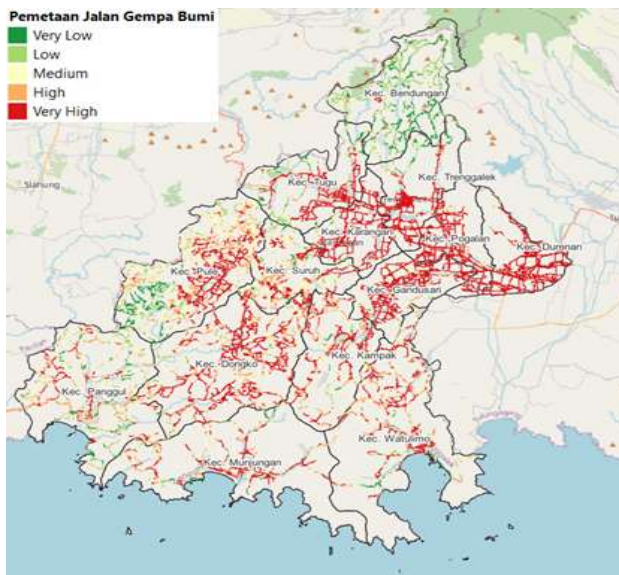 Pemetaan Jalan Gempa Bumi
Very Low
Low
Medium
High
Very High
Kec. Bendungan
Slahung
Kec. Tugu
Kec. Trenggalek
Kec. Karangan
Kec. Pogalan
Kec. Durenan
Kec. Pule
Kec. Suruh
Kec. Gandusari
Kec. Dongko
Kec. Kampak
Kec. Panggul
Kec. Munjungan
Kec. Watulimo